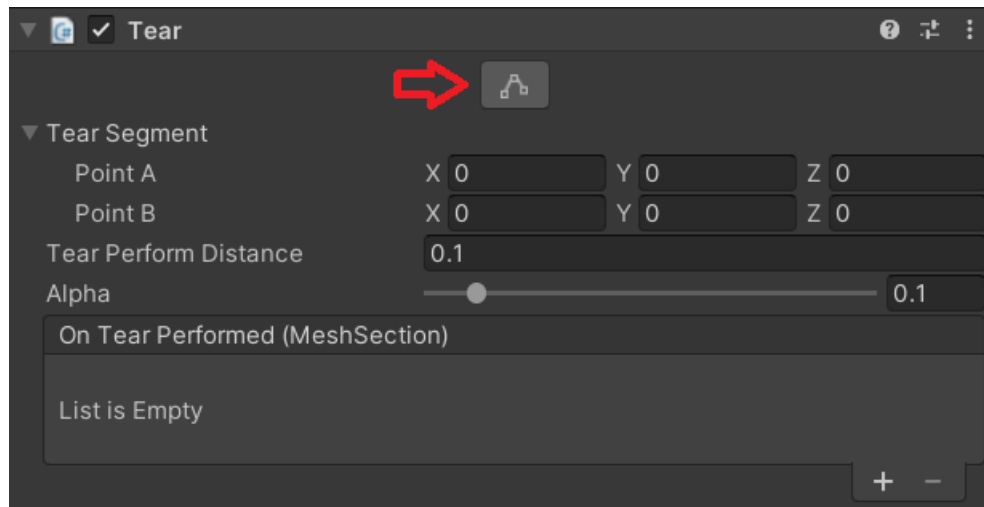 Tear
Tear Segment
Point A X 0 Y 0 Z 0
Point B X 0 Y 0 Z 0
Tear Perform Distance 0.1
Alpha 0.1
On Tear Performed (MeshSection)
List is Empty
+ −